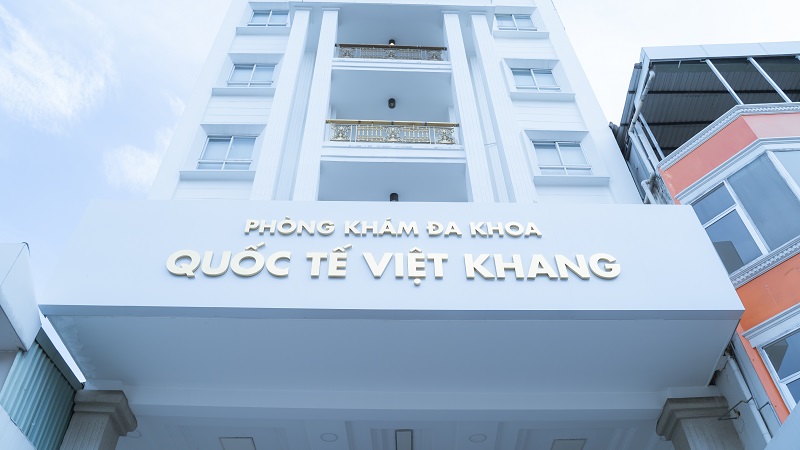 PHÒNG KHÁM ĐA KHOA
QUỐC TẾ VIỆT KHANG